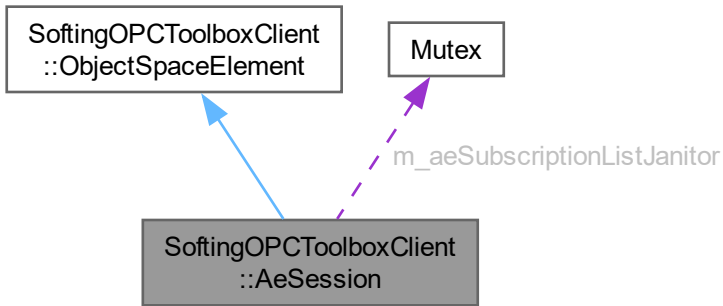 SoftingOPCToolboxClient
::ObjectSpaceElement
Mutex
m_aeSubscriptionListJanitor
SoftingOPCToolboxClient
::AeSession